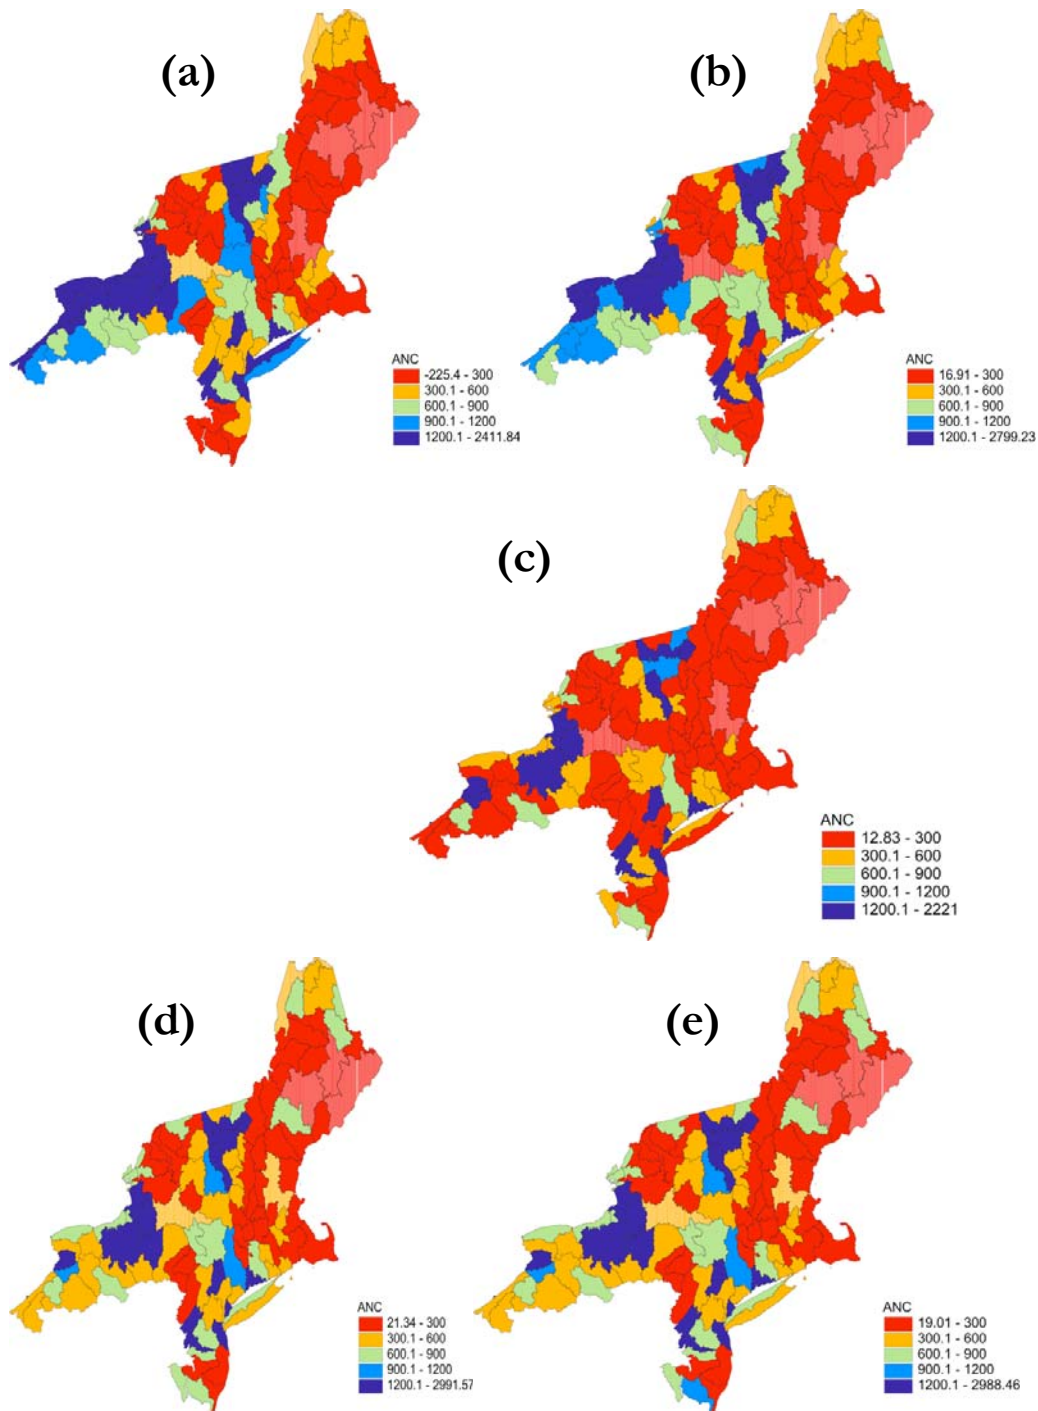 (a)
ANC
-225.4 - 300
300.1 - 600
600.1 - 900
900.1 - 1200
1200.1 - 2411.84
(b)
ANC
16.91 - 300
300.1 - 600
600.1 - 900
900.1 - 1200
1200.1 - 2799.23
(c)
ANC
12.83 - 300
300.1 - 600
600.1 - 900
900.1 - 1200
1200.1 - 2221
(d)
ANC
21.34 - 300
300.1 - 600
600.1 - 900
900.1 - 1200
1200.1 - 2991.57
(e)
ANC
19.01 - 300
300.1 - 600
600.1 - 900
900.1 - 1200
1200.1 - 2988.46